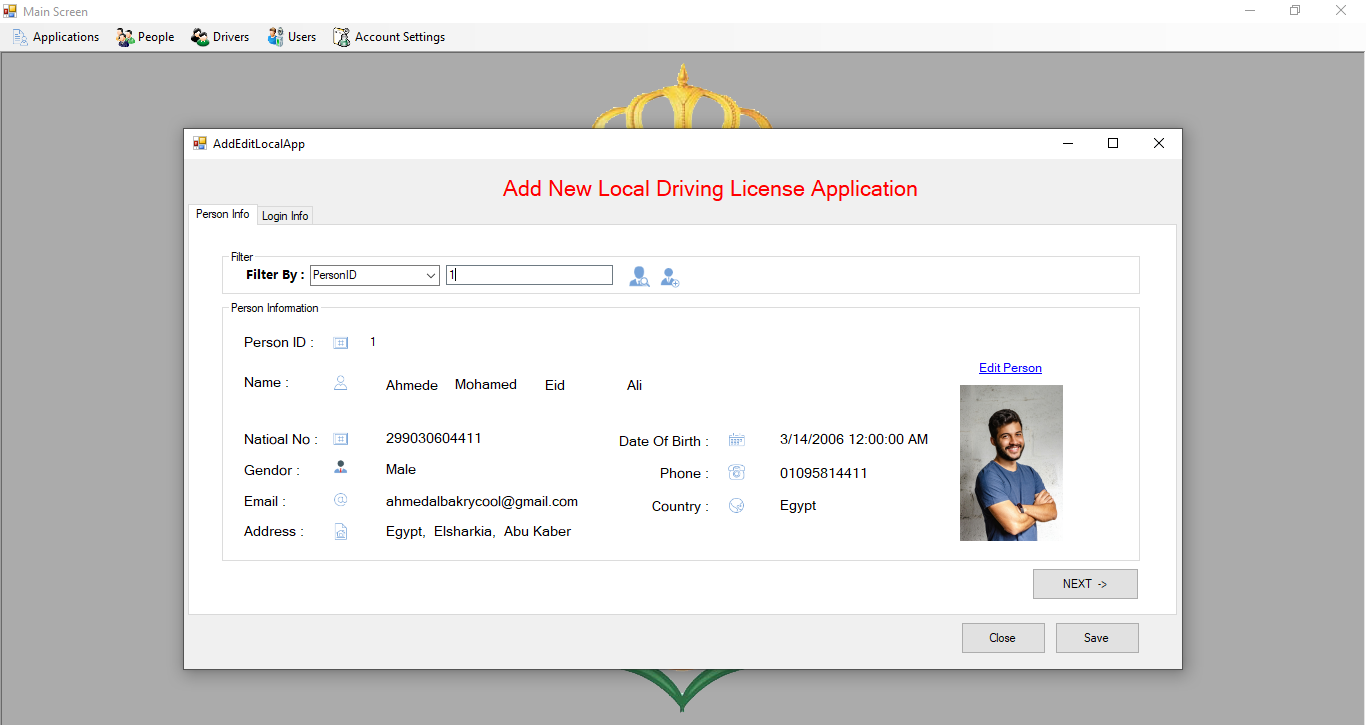 Main Screen
Applications People Drivers Users Account Settings
AddEditLocalApp
Add New Local Driving License Application
Person Info Login Info
Filter
Filter By : PersonID 1
Person Information
Person ID : 1
Edit Person
Name : Ahmede Mohamed Eid Ali
Natioal No : 299030604411 Date Of Birth : 3/14/2006 12:00:00 AM
Gendor : Male Phone : 01095814411
Email : ahmedalbakrycool@gmail.com Country : Egypt
Address : Egypt, Elsharkia, Abu Kaber
NEXT ->
Close Save